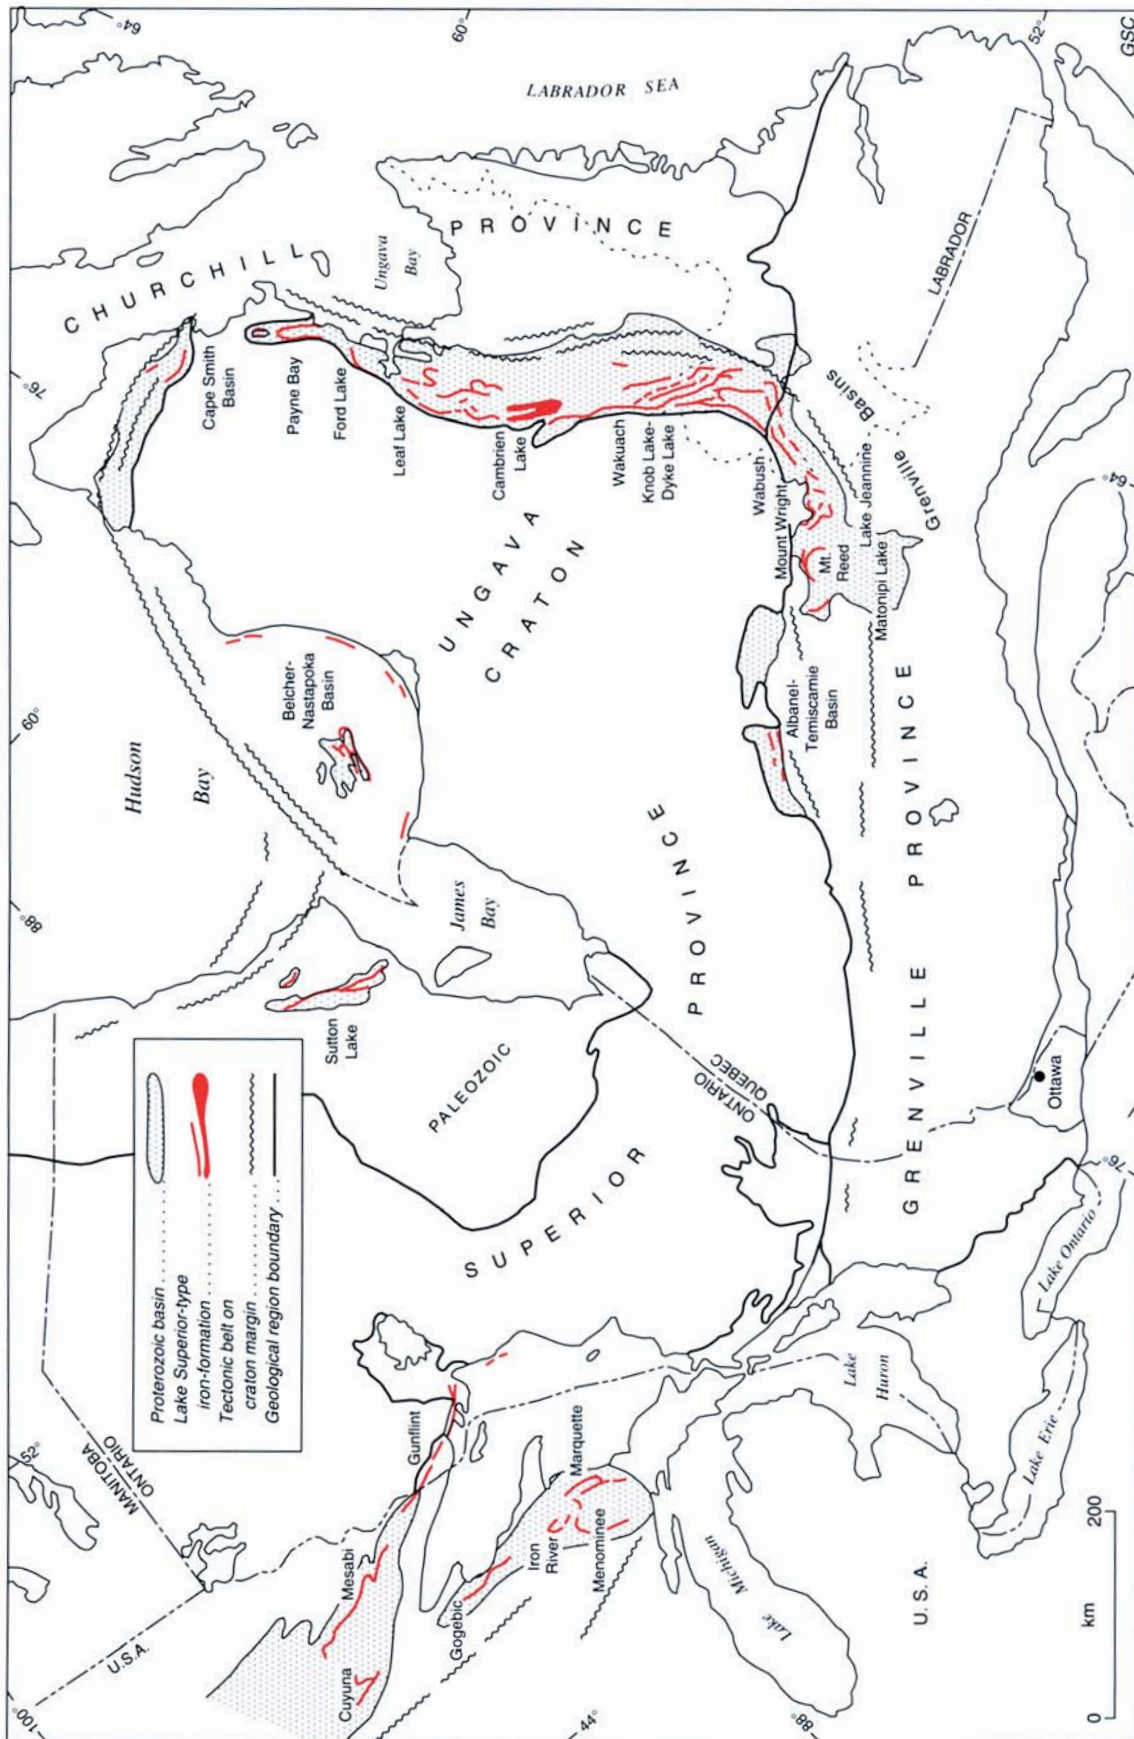 64°
60°
52°
GSC
LABRADOR SEA
CHURCHILL
PROVINCE
Ungava
Bay
LABRADOR
76°
Cape Smith
Basin
Payne Bay
Ford Lake
Leaf Lake
Cambrien
Lake
Wakuach
Knob Lake-
Dyke Lake
Wabush
Mount Wright
Mt.
Reed
Lake Jeannine
Matonipi Lake
Grenville Basins
64°
UNGAVA
CRATON
Belcher-
Nastapoka
Basin
Albanel-
Temiscamie
Basin
60°
Hudson
Bay
88°
James
Bay
Sutton
Lake
PALEOZOIC
SUPERIOR
PROVINCE
ONTARIO
QUEBEC
GRENVILLE PROVINCE
Ottawa
76°
Proterozoic basin
Lake Superior-type
iron-formation
Tectonic belt on
craton margin
Geological region boundary
52°
MANITOBA
ONTARIO
U.S.A.
100°
Gunflint
Mesabi
Cuyuna
Marquette
Iron
River
Menominee
Gogebic
44°
88°
Lake Michigan
Lake
Huron
Lake Ontario
Lake Erie
U.S.A.
0
200
km